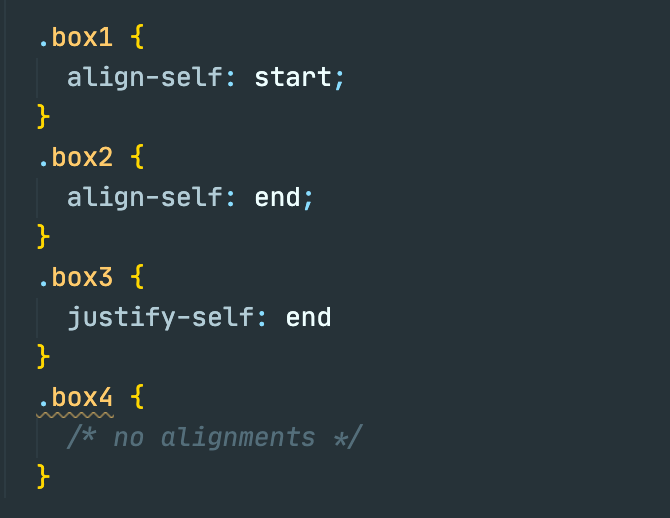 .box1 {
  align-self: start;
}
.box2 {
  align-self: end;
}
.box3 {
  justify-self: end
}
.box4 {
  /* no alignments */
}